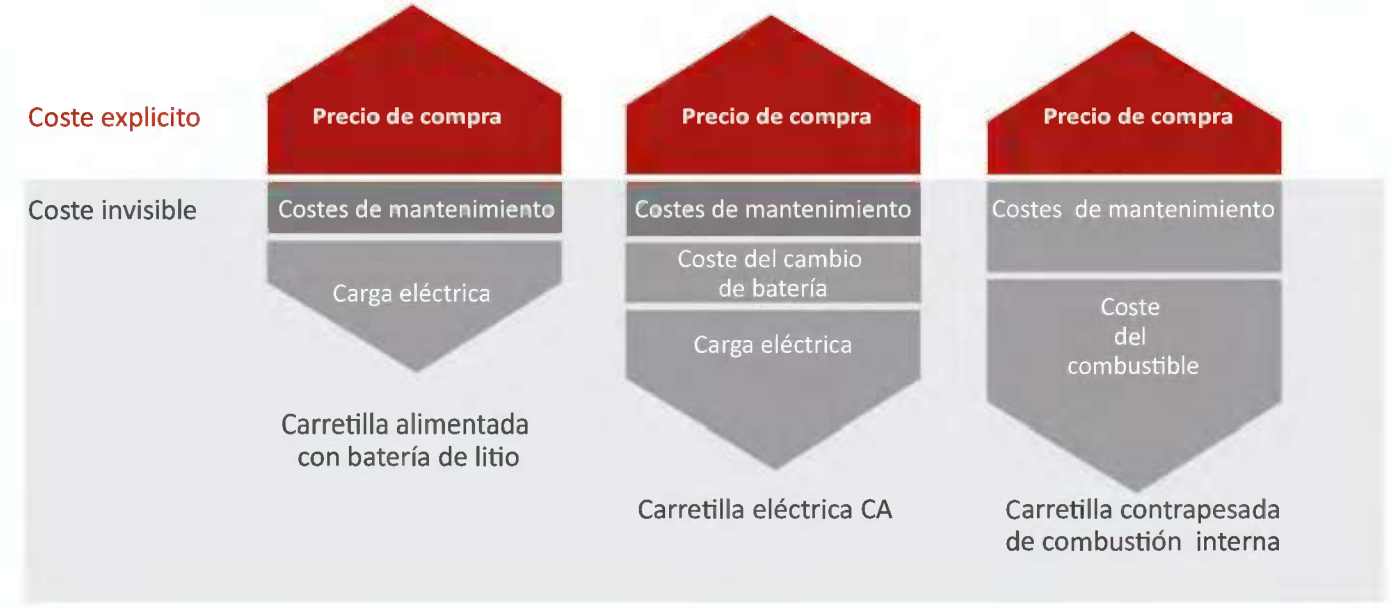 Coste explicito
Precio de compra
Precio de compra
Precio de compra
Coste invisible
Costes de mantenimiento
Costes de mantenimiento
Costes de mantenimiento
Carga eléctrica
Coste del cambio
de batería
Carga eléctrica
Coste
del
combustible
Carretilla alimentada
con batería de litio
Carretilla eléctrica CA
Carretilla contrapesada
de combustión interna